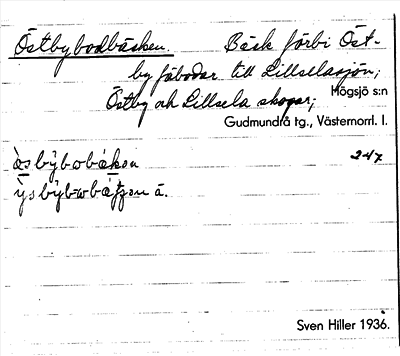 Östbybodbäcken. Bäck förbi Öst-
by fäbodar till Lillselasjön;
Östby och Lillsela skogar; Högsjö s:n
Gudmundrå tg., Västernorrl. l.
Sven Hiller 1936.